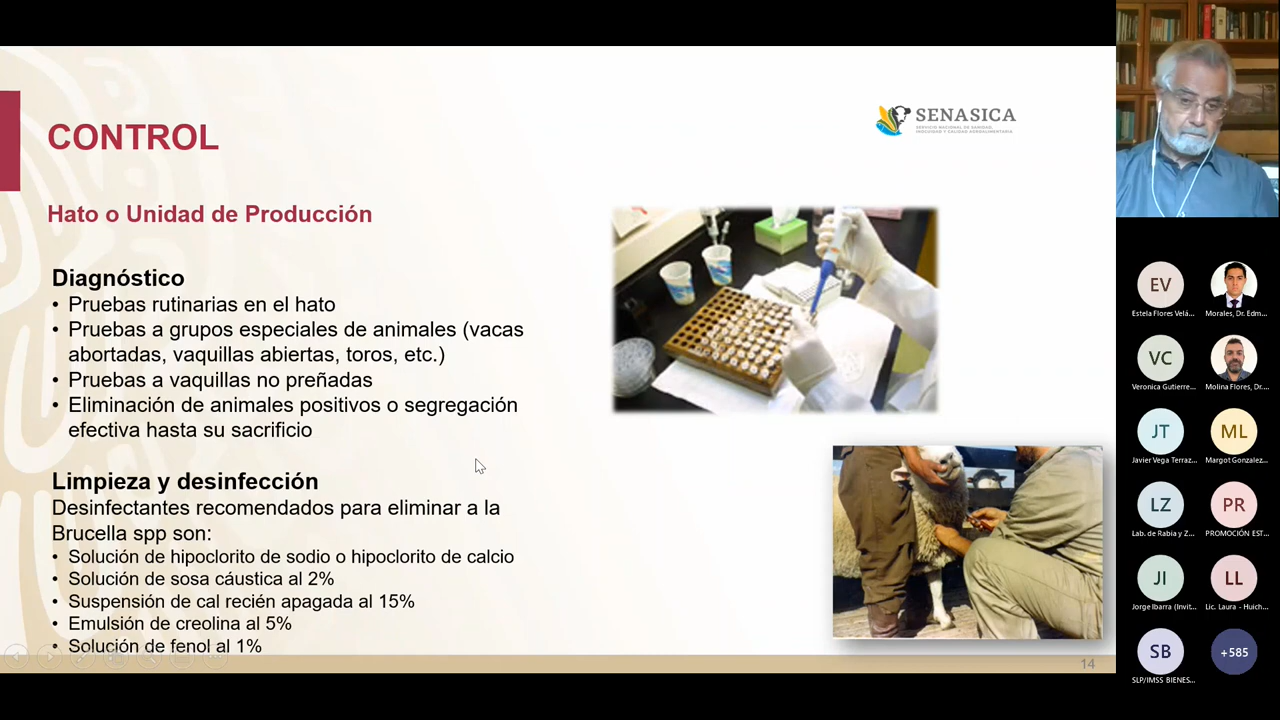 CONTROL
SENASICA
SERVICIO NACIONAL DE SANIDAD,
INOCUIDAD Y CALIDAD AGROALIMENTARIA
Hato o Unidad de Producción
Diagnóstico
• Pruebas rutinarias en el hato
• Pruebas a grupos especiales de animales (vacas
abortadas, vaquillas abiertas, toros, etc.)
• Pruebas a vaquillas no preñadas
• Eliminación de animales positivos o segregación
efectiva hasta su sacrificio
Limpieza y desinfección
Desinfectantes recomendados para eliminar a la
Brucella spp son:
• Solución de hipoclorito de sodio o hipoclorito de calcio
• Solución de sosa cáustica al 2%
• Suspensión de cal recién apagada al 15%
• Emulsión de creolina al 5%
• Solución de fenol al 1%
14
EV
Estela Flores Velá...
Morales, Dr. Edm...
VC
Veronica Gutierre...
Molina Flores, Dr....
JT
Javier Vega Terraz...
ML
Margot Gonzalez...
LZ
Lab. de Rabia y Z...
PR
PROMOCIÓN EST...
JI
Jorge Ibarra (Invit...
LL
Lic. Laura - Huich...
SB
SLP/IMSS BIENES...
+585